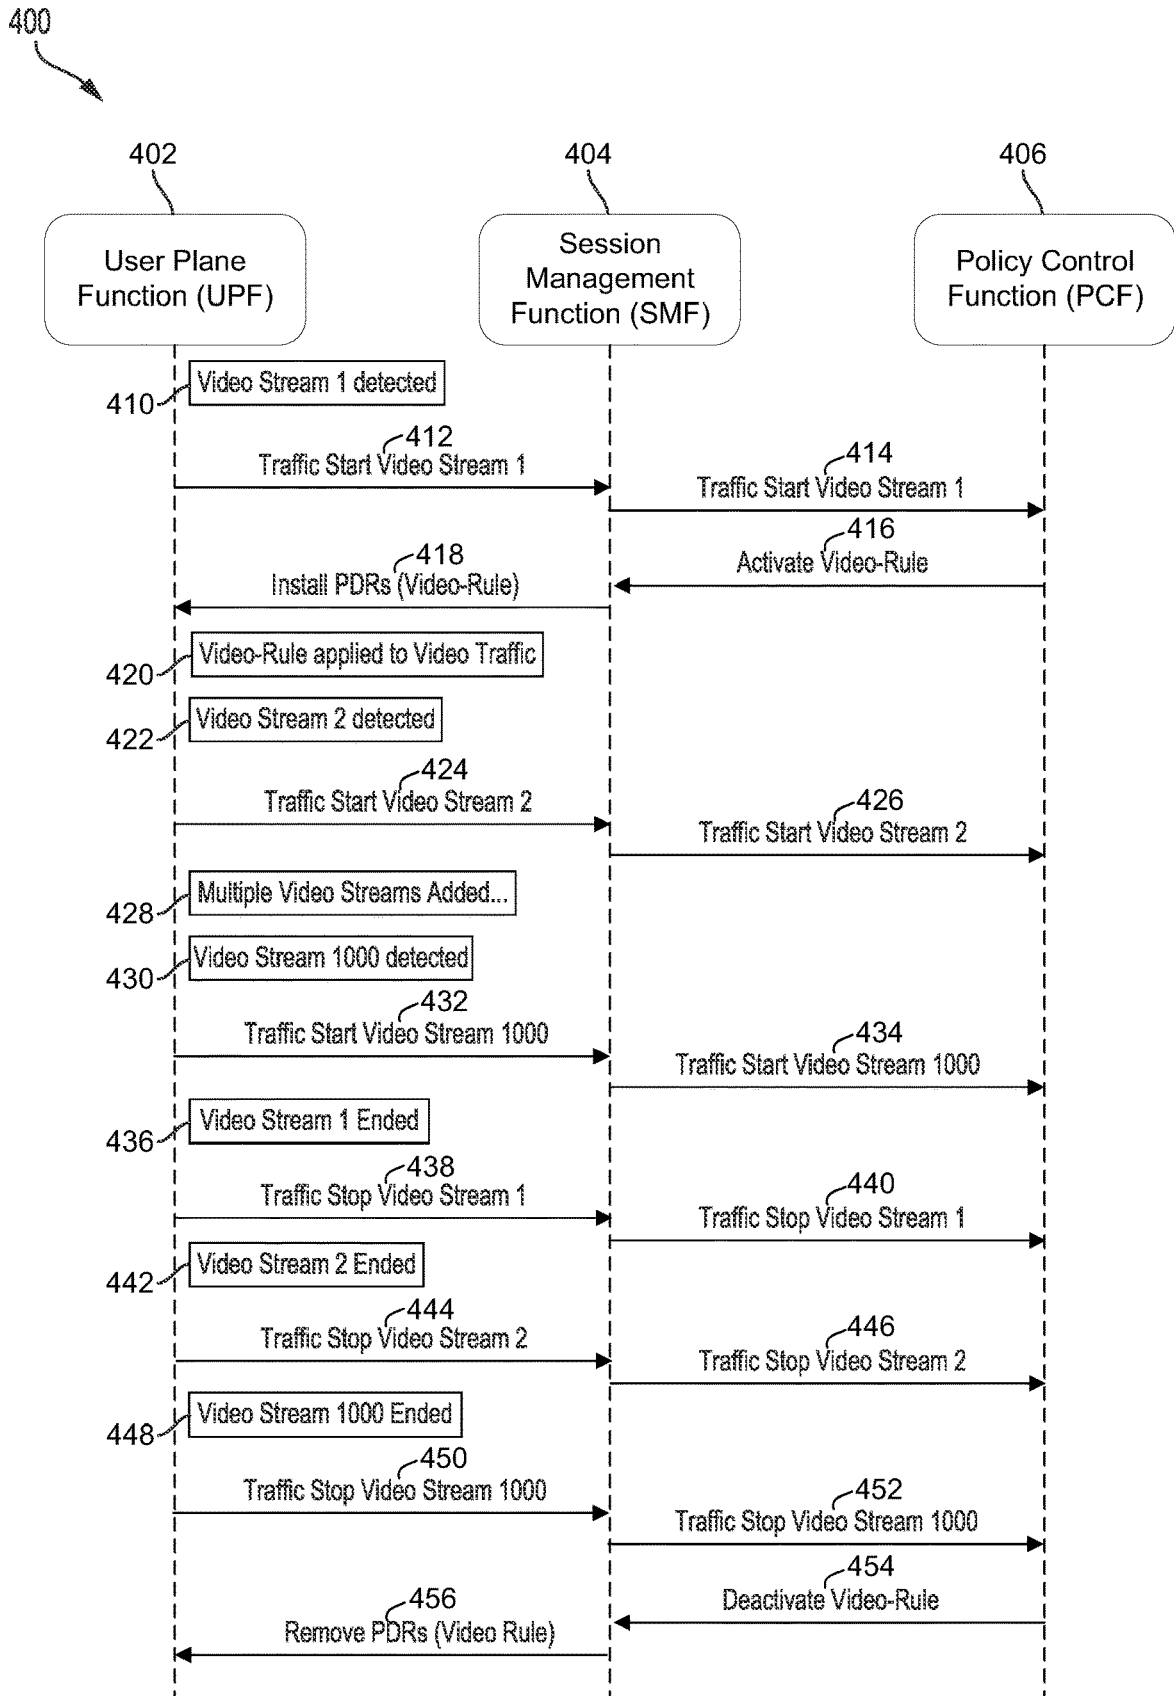 400
402
404
406
User Plane
Function (UPF)
Session
Management
Function (SMF)
Policy Control
Function (PCF)
Video Stream 1 detected
410
412
Traffic Start Video Stream 1
414
Traffic Start Video Stream 1
416
Activate Video-Rule
418
Install PDRs (Video-Rule)
Video-Rule applied to Video Traffic
420
Video Stream 2 detected
422
424
Traffic Start Video Stream 2
426
Traffic Start Video Stream 2
Multiple Video Streams Added...
428
Video Stream 1000 detected
430
432
Traffic Start Video Stream 1000
434
Traffic Start Video Stream 1000
Video Stream 1 Ended
436
438
Traffic Stop Video Stream 1
440
Traffic Stop Video Stream 1
Video Stream 2 Ended
442
444
Traffic Stop Video Stream 2
446
Traffic Stop Video Stream 2
Video Stream 1000 Ended
448
450
Traffic Stop Video Stream 1000
452
Traffic Stop Video Stream 1000
454
Deactivate Video-Rule
456
Remove PDRs (Video Rule)